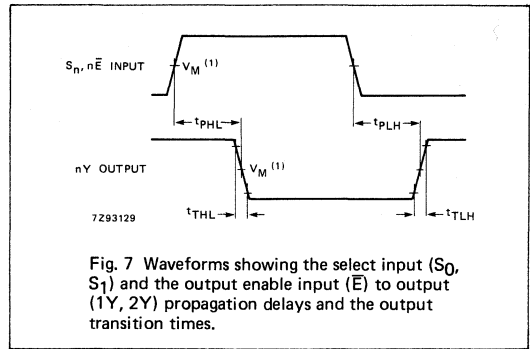 Sn, nE̅ INPUT
VM (1)
tPHL
tPLH
nY OUTPUT
VM (1)
7Z93129
tTHL
tTLH
Fig. 7 Waveforms showing the select input (S0,
S1) and the output enable input (E̅) to output
(1Y, 2Y) propagation delays and the output
transition times.